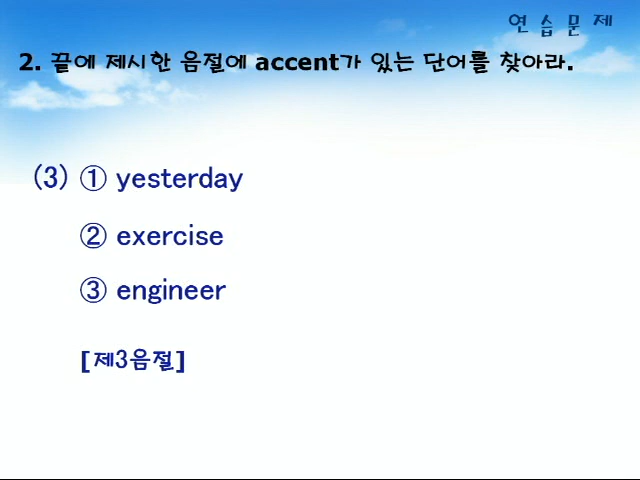 연습문제
2. 끝에 제시한 음절에 accent가 있는 단어를 찾아라.
(3) ① yesterday
② exercise
③ engineer
[제3음절]